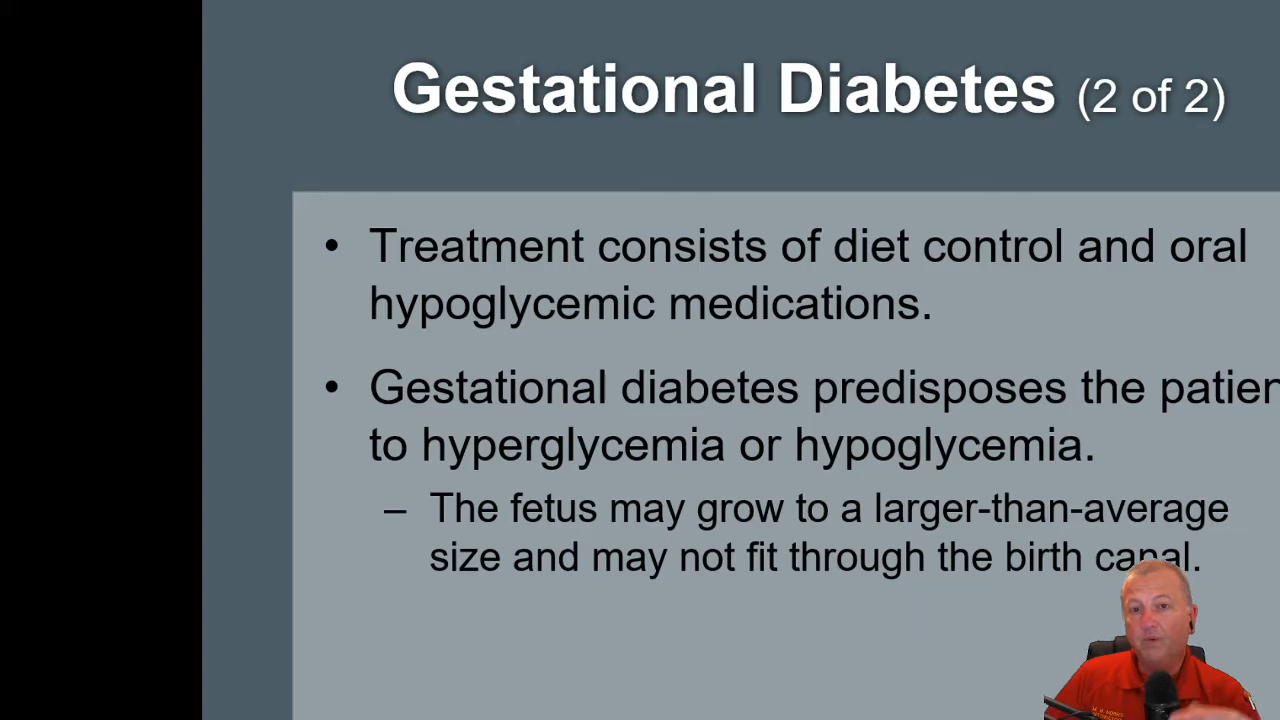 Gestational Diabetes (2 of 2)
• Treatment consists of diet control and oral
hypoglycemic medications.
• Gestational diabetes predisposes the patien
to hyperglycemia or hypoglycemia.
– The fetus may grow to a larger-than-average
size and may not fit through the birth canal.